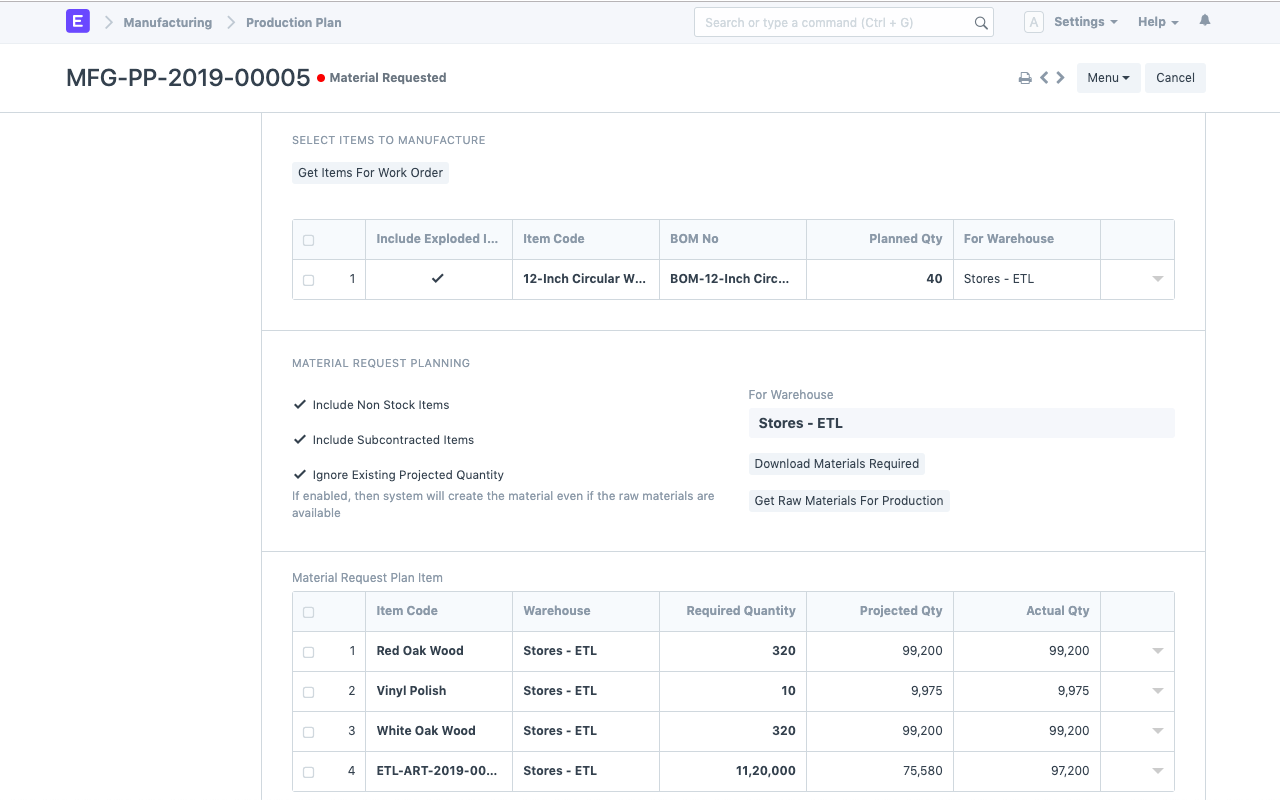 E Manufacturing Production Plan Search or type a command (Ctrl + G) A Settings Help
MFG-PP-2019-00005 Material Requested Menu Cancel
SELECT ITEMS TO MANUFACTURE
Get Items For Work Order
Include Exploded I... Item Code BOM No Planned Qty For Warehouse
1 12-Inch Circular W... BOM-12-Inch Circ... 40 Stores - ETL
MATERIAL REQUEST PLANNING
Include Non Stock Items
Include Subcontracted Items
Ignore Existing Projected Quantity
If enabled, then system will create the material even if the raw materials are
available
For Warehouse
Stores - ETL
Download Materials Required
Get Raw Materials For Production
Material Request Plan Item
Item Code Warehouse Required Quantity Projected Qty Actual Qty
1 Red Oak Wood Stores - ETL 320 99,200 99,200
2 Vinyl Polish Stores - ETL 10 9,975 9,975
3 White Oak Wood Stores - ETL 320 99,200 99,200
4 ETL-ART-2019-00... Stores - ETL 11,20,000 75,580 97,200